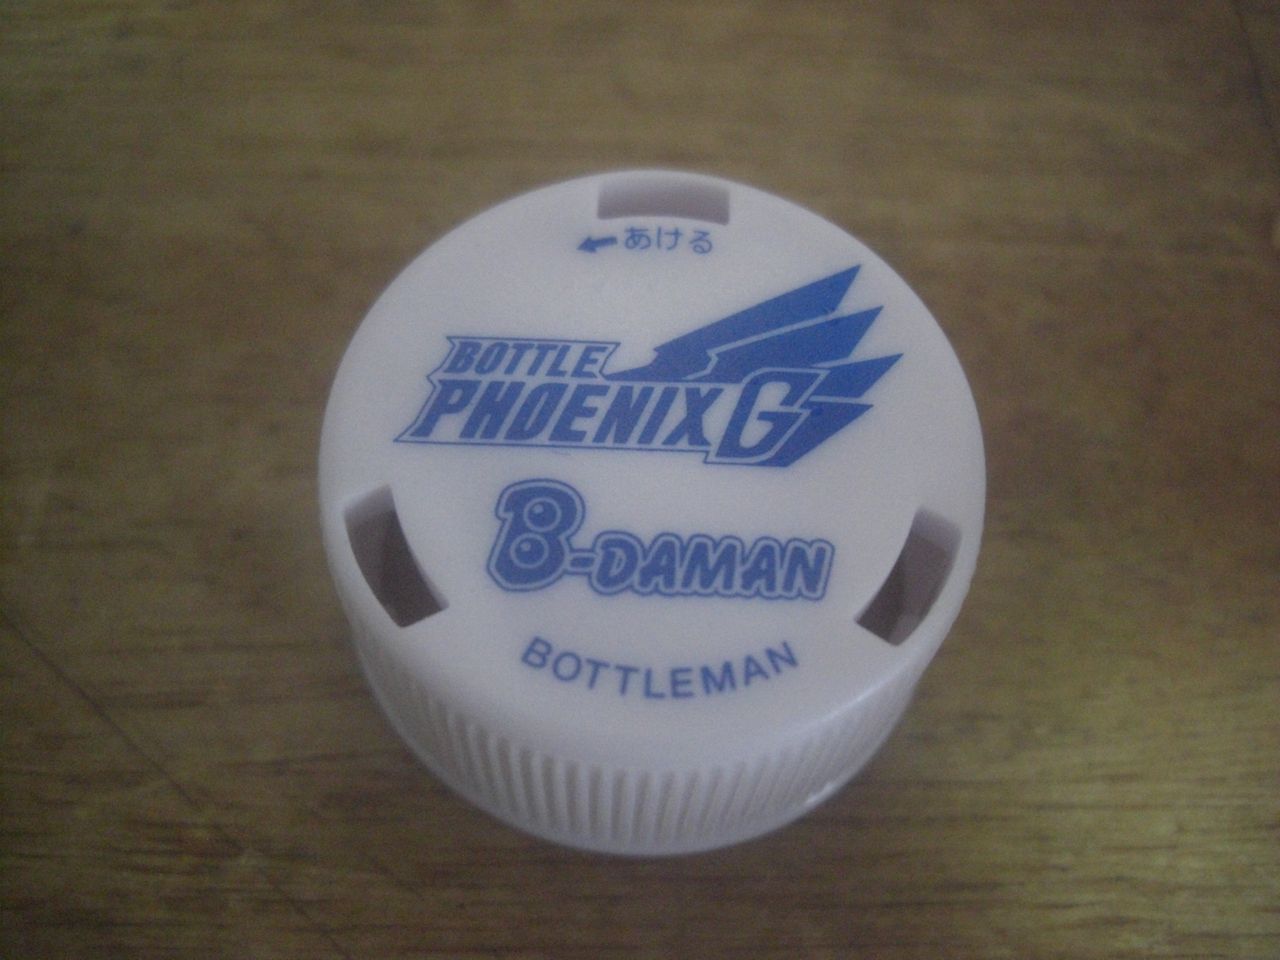 ←あける
BOTTLE
PHOENIX G
B-DAMAN
BOTTLEMAN